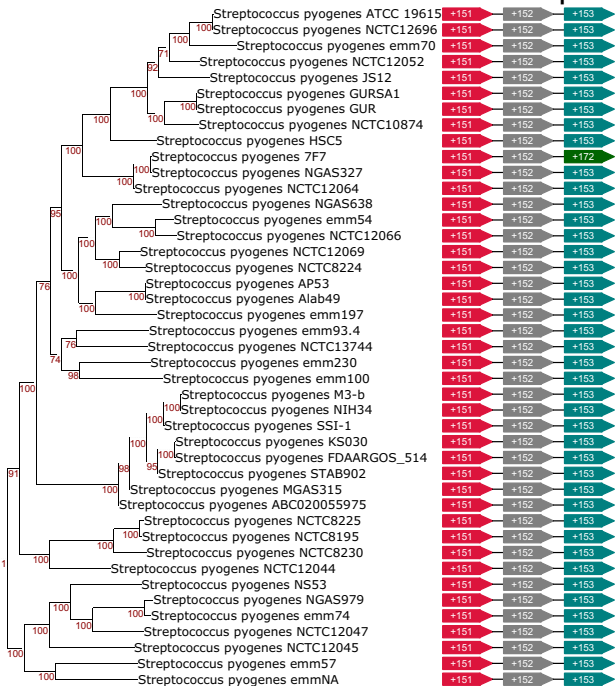 Streptococcus pyogenes ATCC 19615 +151 +152 +153
Streptococcus pyogenes NCTC12696 +151 +152 +153
100
Streptococcus pyogenes emm70 +151 +152 +153
100
71
Streptococcus pyogenes NCTC12052 +151 +152 +153
92
Streptococcus pyogenes JS12 +151 +152 +153
Streptococcus pyogenes GURSA1 +151 +152 +153
100
Streptococcus pyogenes GUR +151 +152 +153
100
100
Streptococcus pyogenes NCTC10874 +151 +152 +153
100
Streptococcus pyogenes HSC5 +151 +152 +153
100
Streptococcus pyogenes 7F7 +151 +152 +172
100
Streptococcus pyogenes NGAS327 +151 +152 +153
100
Streptococcus pyogenes NCTC12064 +151 +152 +153
Streptococcus pyogenes NGAS638 +151 +152 +153
95
Streptococcus pyogenes emm54 +151 +152 +153
100
100
Streptococcus pyogenes NCTC12066 +151 +152 +153
100
Streptococcus pyogenes NCTC12069 +151 +152 +153
100
Streptococcus pyogenes NCTC8224 +151 +152 +153
100
76
Streptococcus pyogenes AP53 +151 +152 +153
100
Streptococcus pyogenes Alab49 +151 +152 +153
100
Streptococcus pyogenes emm197 +151 +152 +153
Streptococcus pyogenes emm93.4 +151 +152 +153
76
Streptococcus pyogenes NCTC13744 +151 +152 +153
74
Streptococcus pyogenes emm230 +151 +152 +153
98
Streptococcus pyogenes emm100 +151 +152 +153
100
Streptococcus pyogenes M3-b +151 +152 +153
100
Streptococcus pyogenes NIH34 +151 +152 +153
100
Streptococcus pyogenes SSI-1 +151 +152 +153
100
Streptococcus pyogenes KS030 +151 +152 +153
100
Streptococcus pyogenes FDAARGOS_514 +151 +152 +153
98
95
91
Streptococcus pyogenes STAB902 +151 +152 +153
100
Streptococcus pyogenes MGAS315 +151 +152 +153
Streptococcus pyogenes ABC020055975 +151 +152 +153
Streptococcus pyogenes NCTC8225 +151 +152 +153
100
Streptococcus pyogenes NCTC8195 +151 +152 +153
100
Streptococcus pyogenes NCTC8230 +151 +152 +153
100
1
Streptococcus pyogenes NCTC12044 +151 +152 +153
Streptococcus pyogenes NS53 +151 +152 +153
Streptococcus pyogenes NGAS979 +151 +152 +153
100
100
Streptococcus pyogenes emm74 +151 +152 +153
100
Streptococcus pyogenes NCTC12047 +151 +152 +153
100
Streptococcus pyogenes NCTC12045 +151 +152 +153
100
Streptococcus pyogenes emm57 +151 +152 +153
100
Streptococcus pyogenes emmNA +151 +152 +153